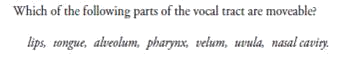 Which of the following parts of the vocal tract are moveable?
lips, tongue, alveolum, pharynx, velum, uvula, nasal cavity.